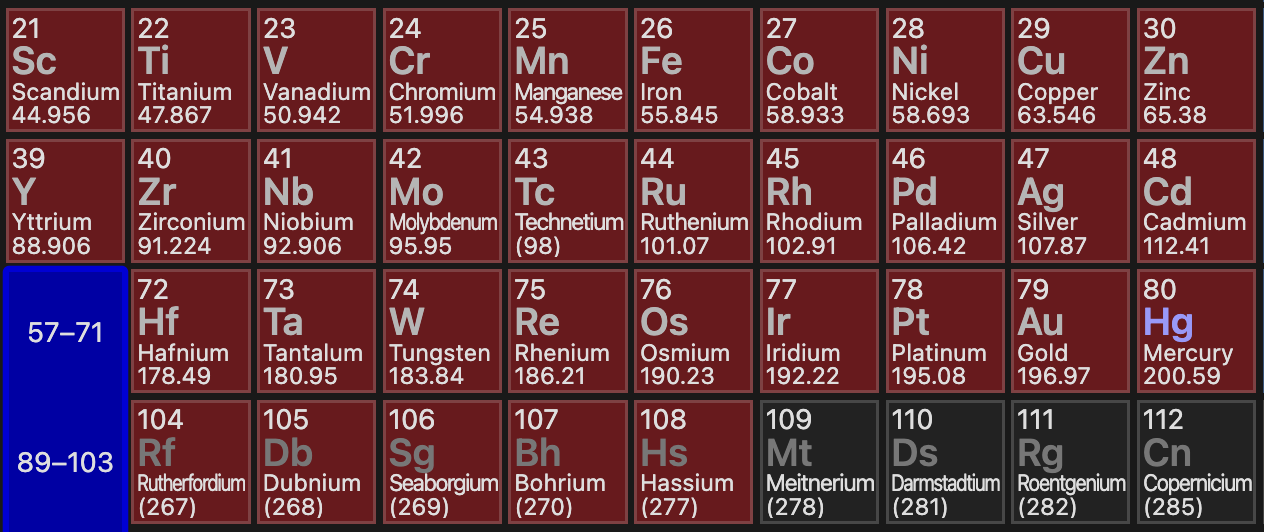 21
Sc
Scandium
44.956
22
Ti
Titanium
47.867
23
V
Vanadium
50.942
24
Cr
Chromium
51.996
25
Mn
Manganese
54.938
26
Fe
Iron
55.845
27
Co
Cobalt
58.933
28
Ni
Nickel
58.693
29
Cu
Copper
63.546
30
Zn
Zinc
65.38
39
Y
Yttrium
88.906
40
Zr
Zirconium
91.224
41
Nb
Niobium
92.906
42
Mo
Molybdenum
95.95
43
Tc
Technetium
(98)
44
Ru
Ruthenium
101.07
45
Rh
Rhodium
102.91
46
Pd
Palladium
106.42
47
Ag
Silver
107.87
48
Cd
Cadmium
112.41
57–71
72
Hf
Hafnium
178.49
73
Ta
Tantalum
180.95
74
W
Tungsten
183.84
75
Re
Rhenium
186.21
76
Os
Osmium
190.23
77
Ir
Iridium
192.22
78
Pt
Platinum
195.08
79
Au
Gold
196.97
80
Hg
Mercury
200.59
89–103
104
Rf
Rutherfordium
(267)
105
Db
Dubnium
(268)
106
Sg
Seaborgium
(269)
107
Bh
Bohrium
(270)
108
Hs
Hassium
(277)
109
Mt
Meitnerium
(278)
110
Ds
Darmstadtium
(281)
111
Rg
Roentgenium
(282)
112
Cn
Copernicium
(285)